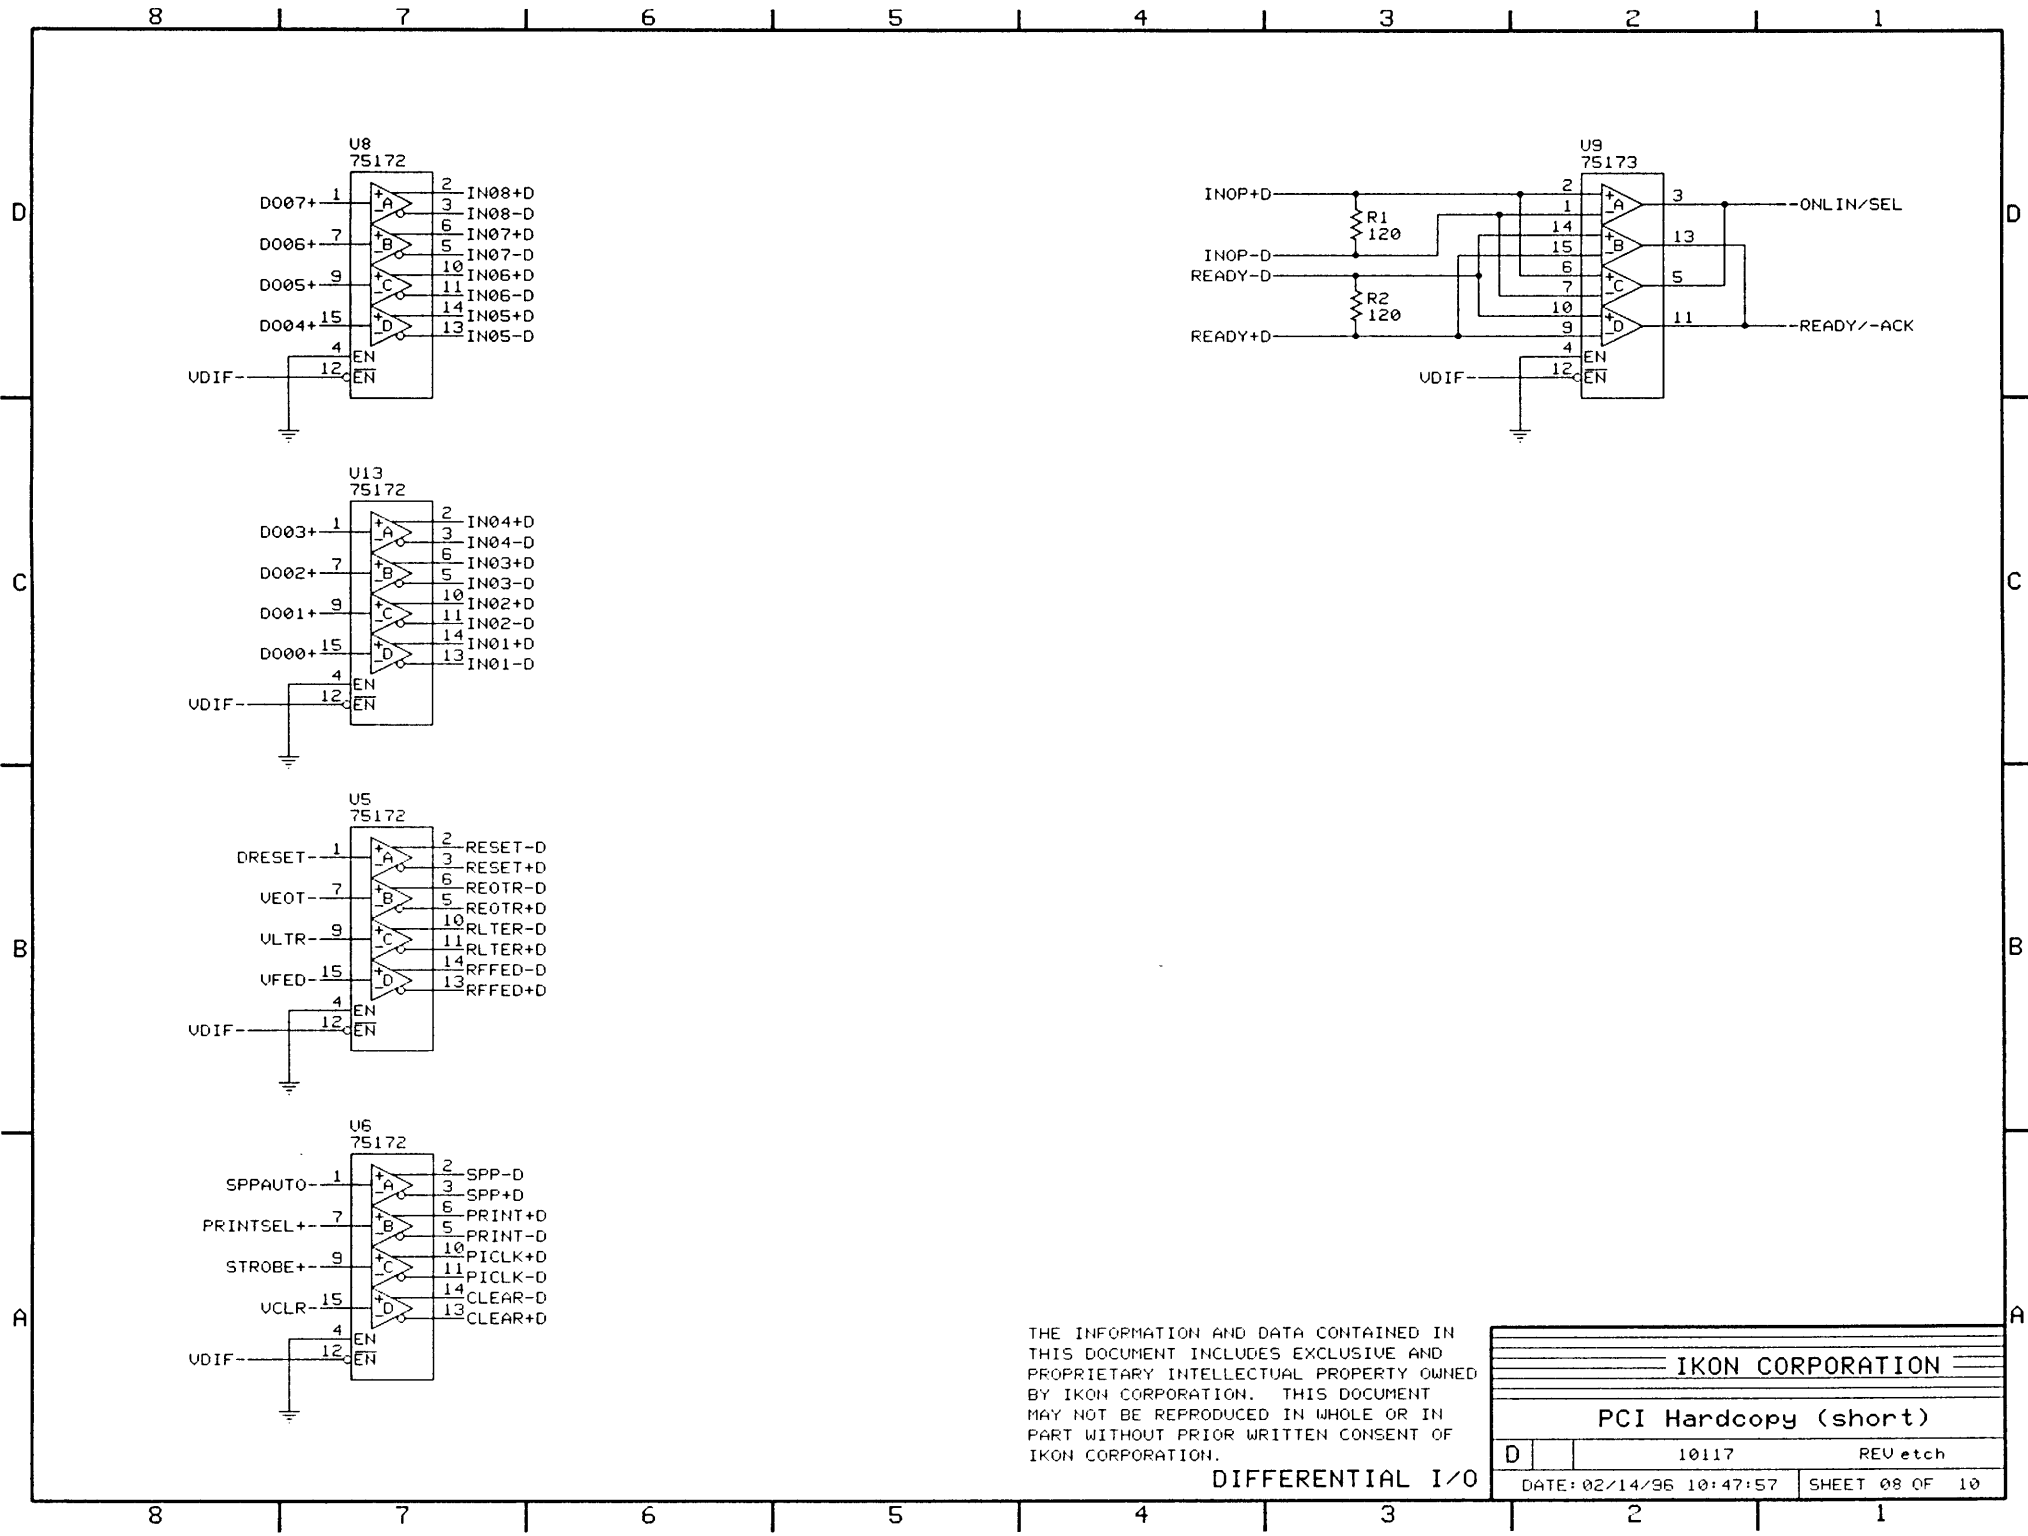 8 7 6 5 4 3 2 1
D
C
B
A
U8
75172
DO07+ 1
DO06+ 7
DO05+ 9
DO04+ 15
4 EN
VDIF- 12 EN
+ A -
+ B -
+ C -
+ D -
2 IN08+D
3 IN08-D
6 IN07+D
5 IN07-D
10 IN06+D
11 IN06-D
14 IN05+D
13 IN05-D
U13
75172
DO03+ 1
DO02+ 7
DO01+ 9
DO00+ 15
4 EN
VDIF- 12 EN
+ A -
+ B -
+ C -
+ D -
2 IN04+D
3 IN04-D
6 IN03+D
5 IN03-D
10 IN02+D
11 IN02-D
14 IN01+D
13 IN01-D
U5
75172
DRESET- 1
VEOT- 7
VLTR- 9
VFED- 15
4 EN
VDIF- 12 EN
+ A -
+ B -
+ C -
+ D -
2 RESET-D
3 RESET+D
6 REOTR-D
5 REOTR+D
10 RLTER-D
11 RLTER+D
14 RFFED-D
13 RFFED+D
U6
75172
SPPAUTO- 1
PRINTSEL+- 7
STROBE+- 9
VCLR- 15
4 EN
VDIF- 12 EN
+ A -
+ B -
+ C -
+ D -
2 SPP-D
3 SPP+D
6 PRINT+D
5 PRINT-D
10 PICLK+D
11 PICLK-D
14 CLEAR-D
13 CLEAR+D
U9
75173
INOP+D
R1
120
INOP-D
READY-D
R2
120
READY+D
2
1
14
15
6
7
10
9
4 EN
VDIF- 12 EN
+ A -
+ B -
+ C -
+ D -
3 -ONLIN/SEL
13
5
11 -READY/-ACK
D
C
B
A
THE INFORMATION AND DATA CONTAINED IN
THIS DOCUMENT INCLUDES EXCLUSIVE AND
PROPRIETARY INTELLECTUAL PROPERTY OWNED
BY IKON CORPORATION. THIS DOCUMENT
MAY NOT BE REPRODUCED IN WHOLE OR IN
PART WITHOUT PRIOR WRITTEN CONSENT OF
IKON CORPORATION.
DIFFERENTIAL I/O
IKON CORPORATION
PCI Hardcopy (short)
D 10117 REV etch
DATE: 02/14/96 10:47:57 SHEET 08 OF 10
8 7 6 5 4 3 2 1